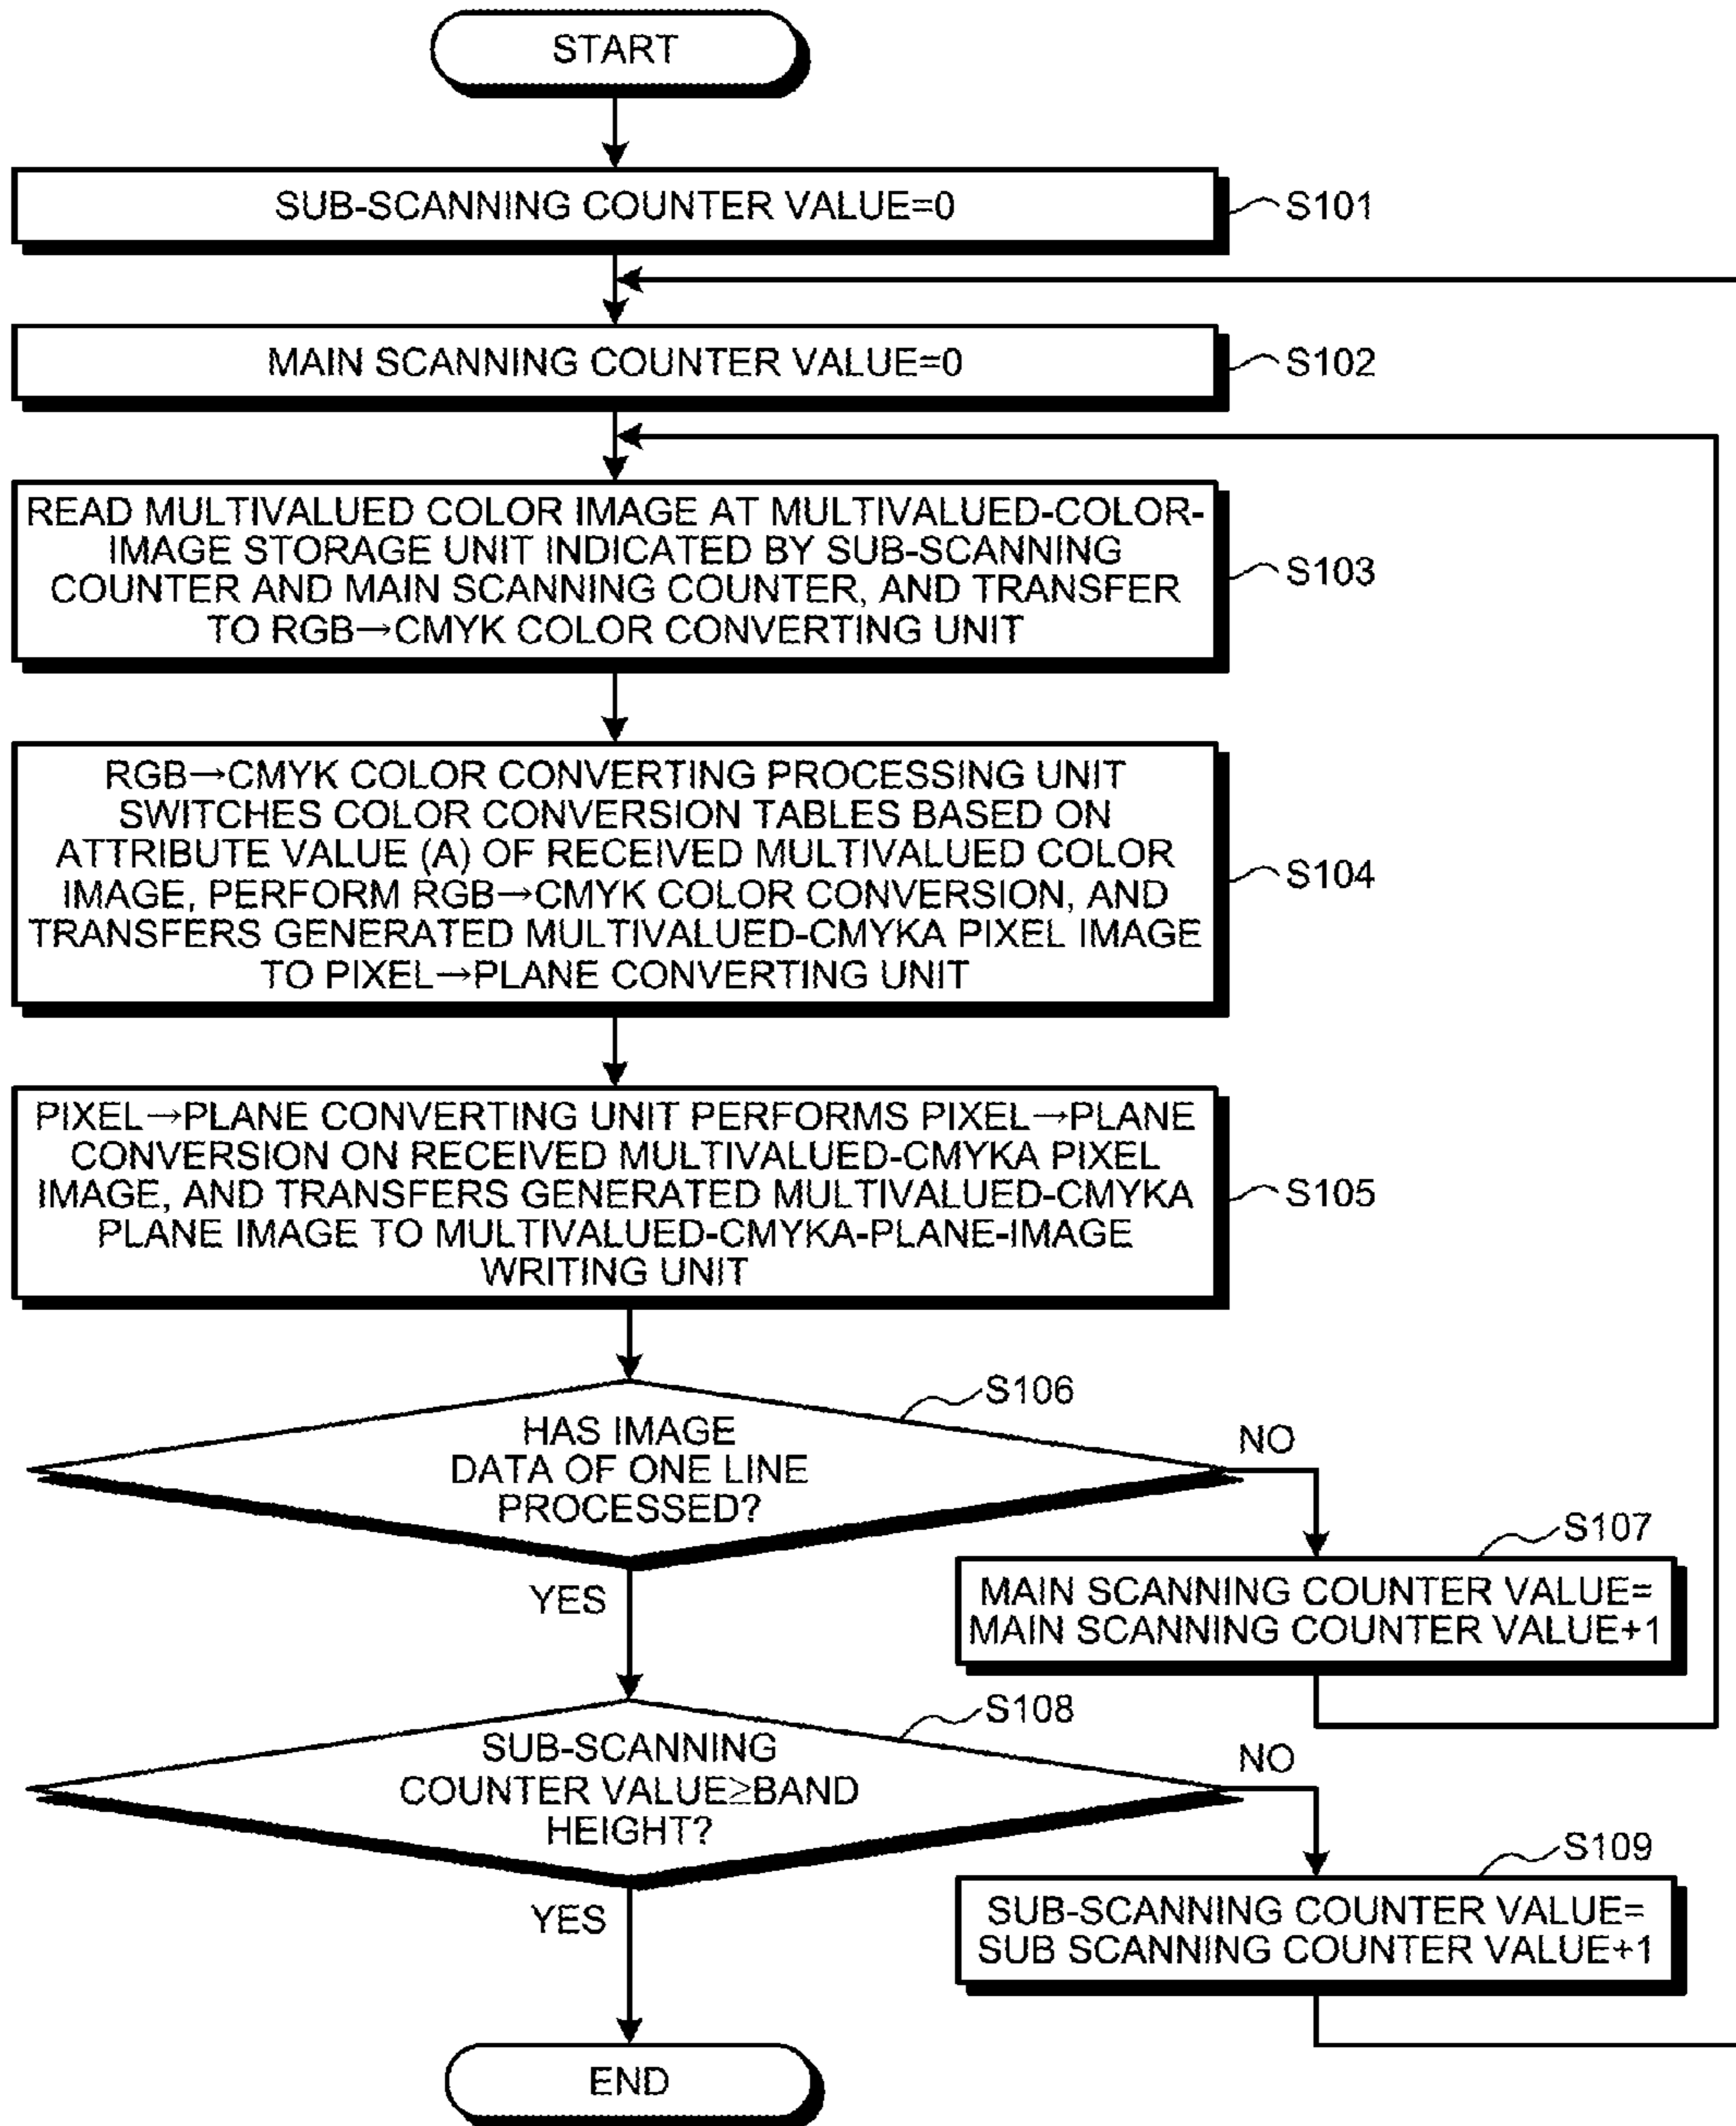 START
SUB-SCANNING COUNTER VALUE=0
S101
MAIN SCANNING COUNTER VALUE=0
S102
READ MULTIVALUED COLOR IMAGE AT MULTIVALUED-COLOR-
IMAGE STORAGE UNIT INDICATED BY SUB-SCANNING
COUNTER AND MAIN SCANNING COUNTER, AND TRANSFER
TO RGB→CMYK COLOR CONVERTING UNIT
S103
RGB→CMYK COLOR CONVERTING PROCESSING UNIT
SWITCHES COLOR CONVERSION TABLES BASED ON
ATTRIBUTE VALUE (A) OF RECEIVED MULTIVALUED COLOR
IMAGE, PERFORM RGB→CMYK COLOR CONVERSION, AND
TRANSFERS GENERATED MULTIVALUED-CMYKA PIXEL IMAGE
TO PIXEL→PLANE CONVERTING UNIT
S104
PIXEL→PLANE CONVERTING UNIT PERFORMS PIXEL→PLANE
CONVERSION ON RECEIVED MULTIVALUED-CMYKA PIXEL
IMAGE, AND TRANSFERS GENERATED MULTIVALUED-CMYKA
PLANE IMAGE TO MULTIVALUED-CMYKA-PLANE-IMAGE
WRITING UNIT
S105
S106
HAS IMAGE
DATA OF ONE LINE
PROCESSED?
NO
YES
S107
MAIN SCANNING COUNTER VALUE=
MAIN SCANNING COUNTER VALUE+1
S108
SUB-SCANNING
COUNTER VALUE≥BAND
HEIGHT?
NO
YES
S109
SUB-SCANNING COUNTER VALUE=
SUB SCANNING COUNTER VALUE+1
END